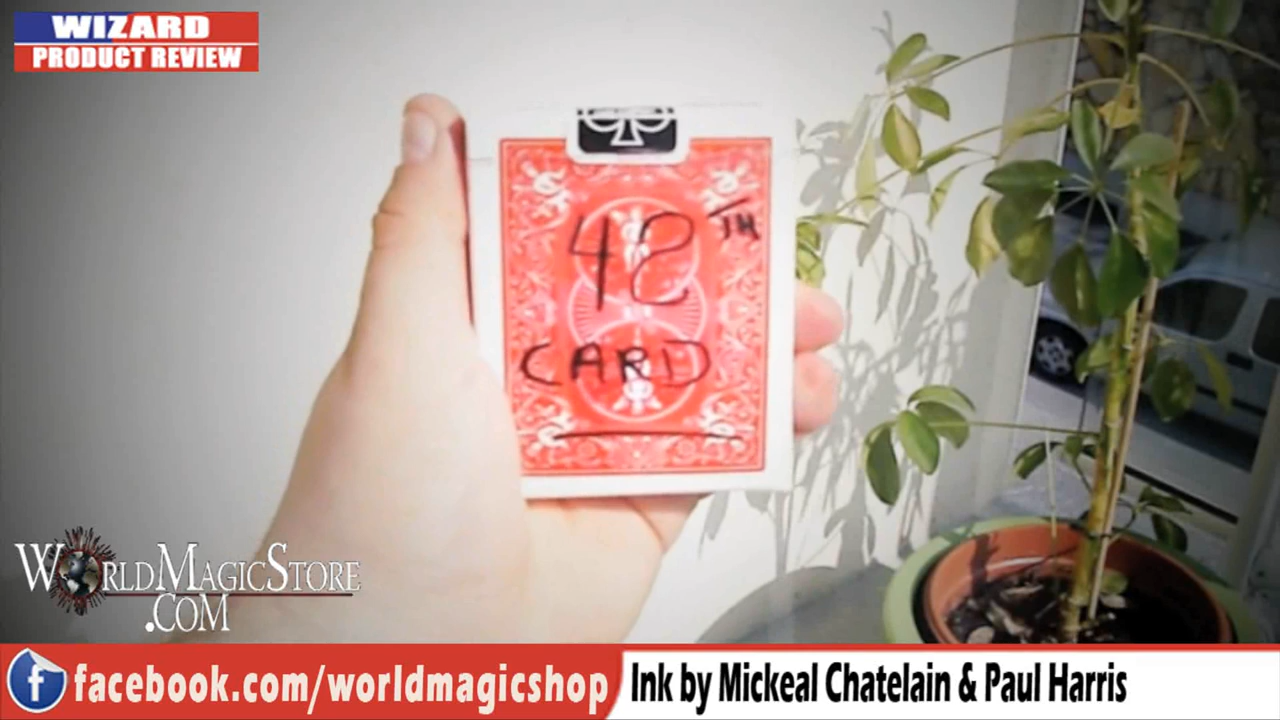 WIZARD
PRODUCT REVIEW
42TH
CARD
WORLDMAGICSTORE
.COM
facebook.com/worldmagicshop
Ink by Mickeal Chatelain & Paul Harris